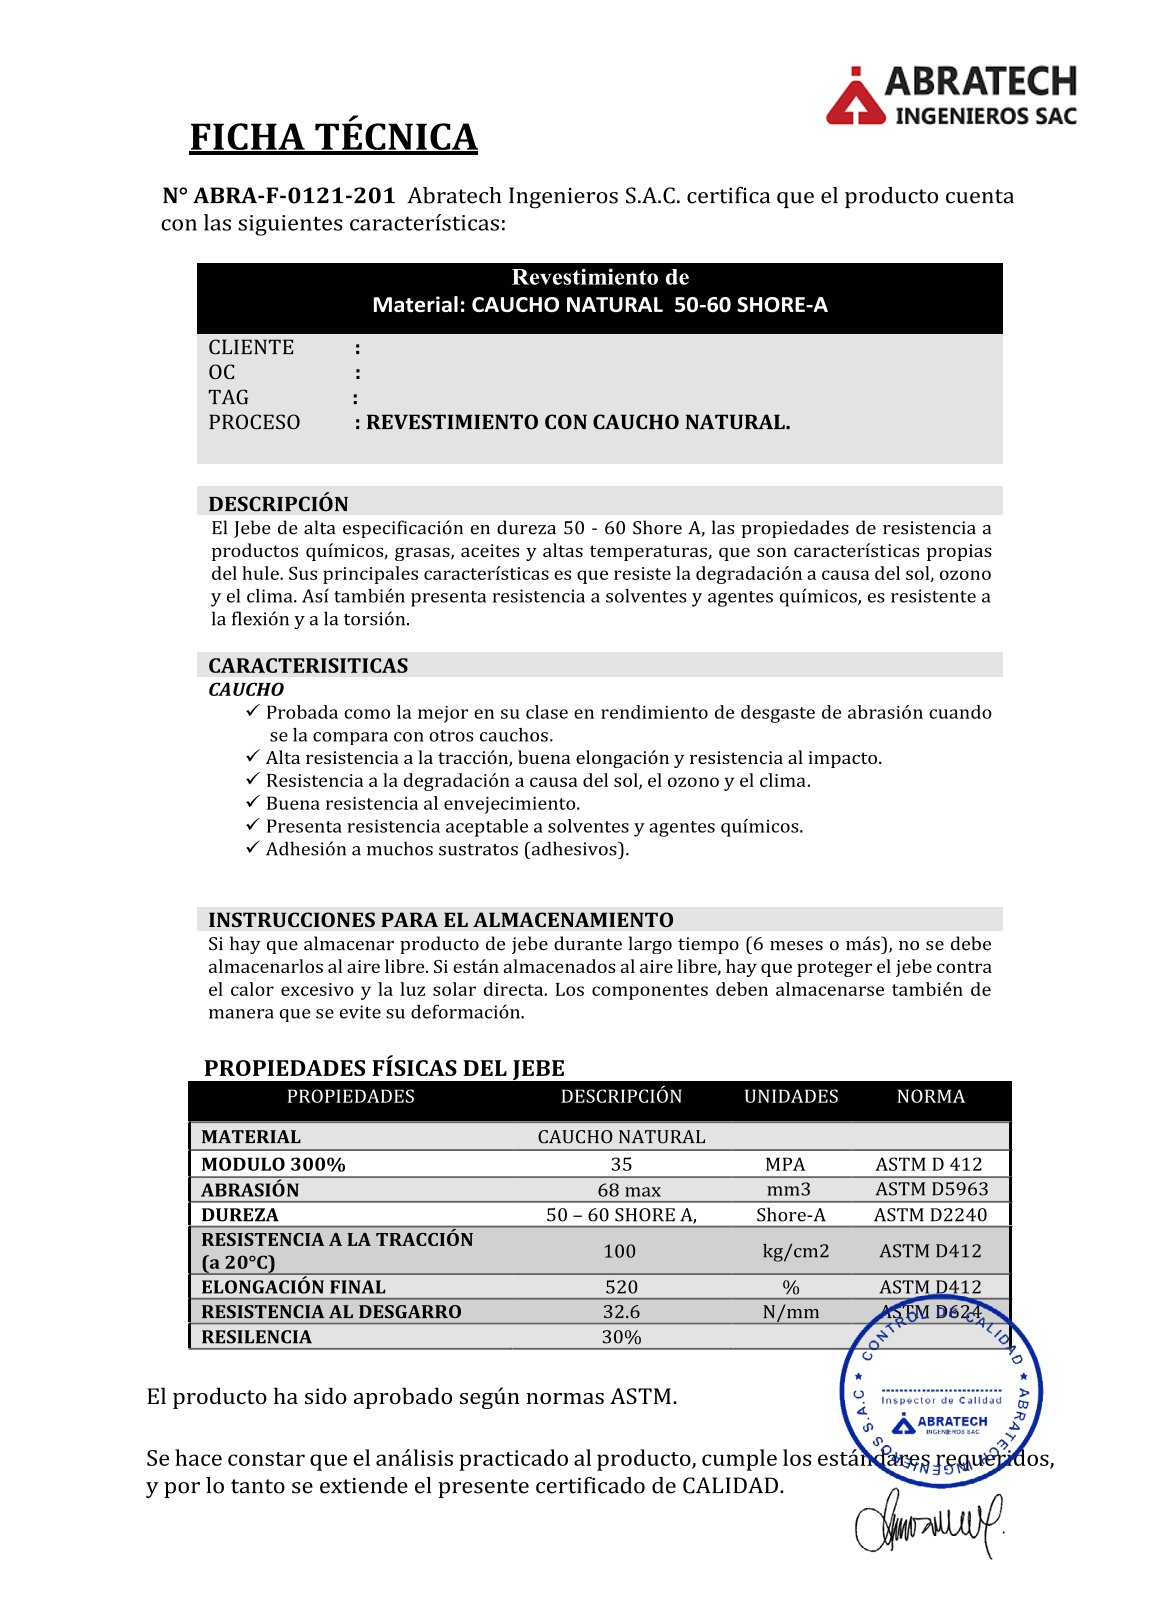 ABRATECH
INGENIEROS SAC
FICHA TÉCNICA
N° ABRA-F-0121-201 Abratech Ingenieros S.A.C. certifica que el producto cuenta
con las siguientes características:
Revestimiento de
Material: CAUCHO NATURAL 50-60 SHORE-A
CLIENTE :
OC :
TAG :
PROCESO : REVESTIMIENTO CON CAUCHO NATURAL.
DESCRIPCIÓN
El Jebe de alta especificación en dureza 50 - 60 Shore A, las propiedades de resistencia a
productos químicos, grasas, aceites y altas temperaturas, que son características propias
del hule. Sus principales características es que resiste la degradación a causa del sol, ozono
y el clima. Así también presenta resistencia a solventes y agentes químicos, es resistente a
la flexión y a la torsión.
CARACTERISITICAS
CAUCHO
✓ Probada como la mejor en su clase en rendimiento de desgaste de abrasión cuando
se la compara con otros cauchos.
✓ Alta resistencia a la tracción, buena elongación y resistencia al impacto.
✓ Resistencia a la degradación a causa del sol, el ozono y el clima.
✓ Buena resistencia al envejecimiento.
✓ Presenta resistencia aceptable a solventes y agentes químicos.
✓ Adhesión a muchos sustratos (adhesivos).
INSTRUCCIONES PARA EL ALMACENAMIENTO
Si hay que almacenar producto de jebe durante largo tiempo (6 meses o más), no se debe
almacenarlos al aire libre. Si están almacenados al aire libre, hay que proteger el jebe contra
el calor excesivo y la luz solar directa. Los componentes deben almacenarse también de
manera que se evite su deformación.
PROPIEDADES FÍSICAS DEL JEBE
PROPIEDADES DESCRIPCIÓN UNIDADES NORMA
MATERIAL CAUCHO NATURAL
MODULO 300% 35 MPA ASTM D 412
ABRASIÓN 68 max mm3 ASTM D5963
DUREZA 50 – 60 SHORE A, Shore-A ASTM D2240
RESISTENCIA A LA TRACCIÓN
(a 20°C) 100 kg/cm2 ASTM D412
ELONGACIÓN FINAL 520 % ASTM D412
RESISTENCIA AL DESGARRO 32.6 N/mm ASTM D624
RESILENCIA 30%
El producto ha sido aprobado según normas ASTM.
Se hace constar que el análisis practicado al producto, cumple los estándares requeridos,
y por lo tanto se extiende el presente certificado de CALIDAD.
CONTROL DE CALIDAD
Inspector de Calidad
ABRATECH
INGENIEROS SAC
ABRATECH INGENIEROS S.A.C